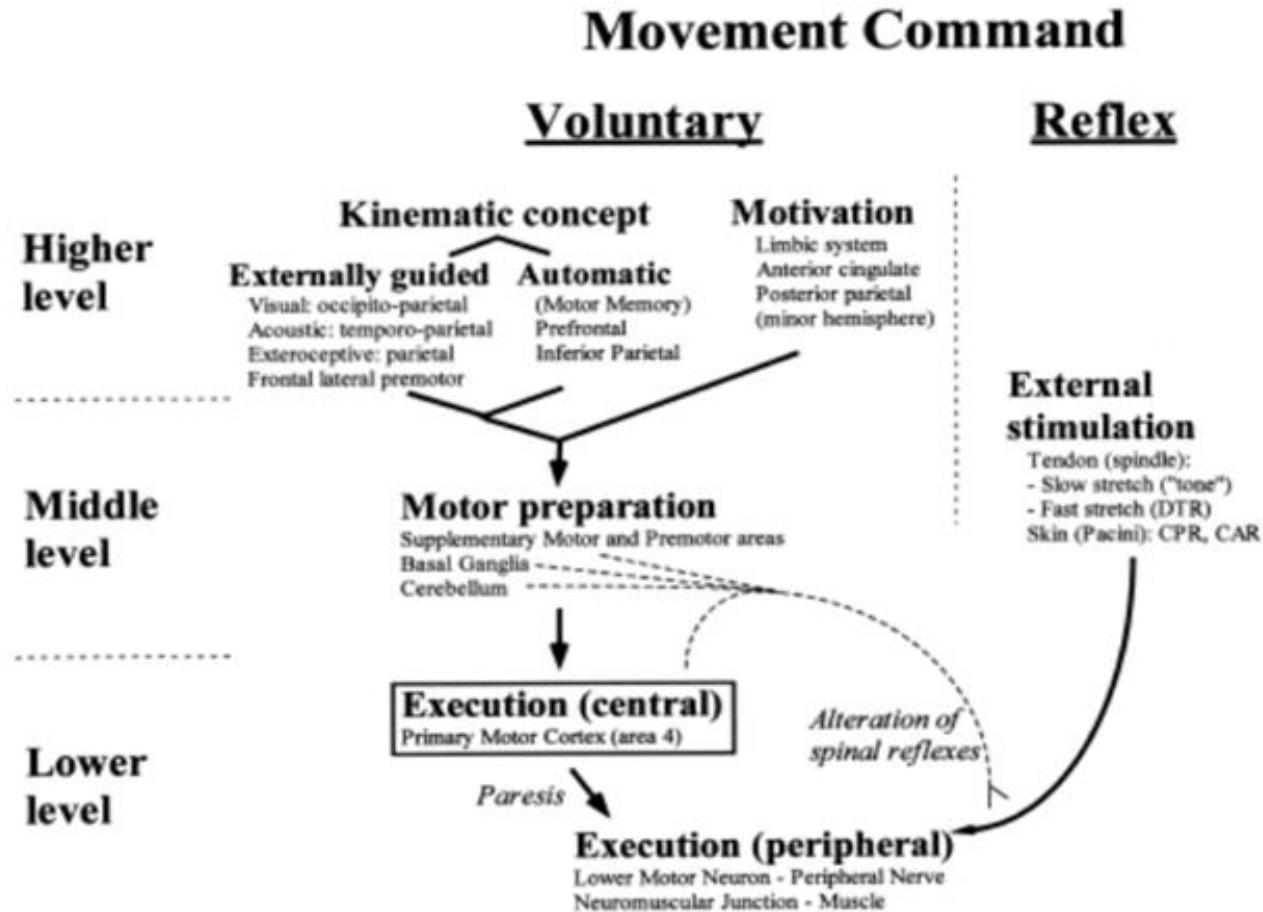 Movement Command
Voluntary
Reflex
Higher
level
Kinematic concept
Externally guided
Visual: occipito-parietal
Acoustic: temporo-parietal
Exteroceptive: parietal
Frontal lateral premotor
Automatic
(Motor Memory)
Prefrontal
Inferior Parietal
Motivation
Limbic system
Anterior cingulate
Posterior parietal
(minor hemisphere)
External
stimulation
Tendon (spindle):
- Slow stretch ("tone")
- Fast stretch (DTR)
Skin (Pacini): CPR, CAR
Middle
level
Motor preparation
Supplementary Motor and Premotor areas
Basal Ganglia
Cerebellum
Lower
level
Execution (central)
Primary Motor Cortex (area 4)
Alteration of
spinal reflexes
Paresis
Execution (peripheral)
Lower Motor Neuron - Peripheral Nerve
Neuromuscular Junction - Muscle